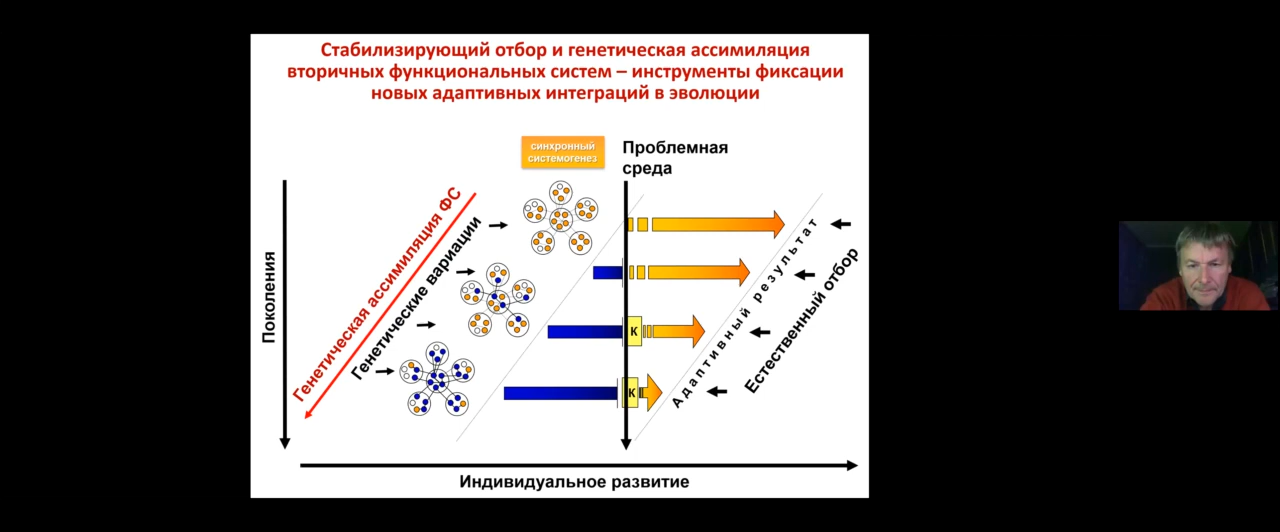 Стабилизирующий отбор и генетическая ассимиляция
вторичных функциональных систем – инструменты фиксации
новых адаптивных интеграций в эволюции
синхронный
системогенез
Проблемная
среда
Поколения
Генетическая ассимиляция ФС
Генетические вариации
К
К
Адаптивный результат
Естественный отбор
Индивидуальное развитие